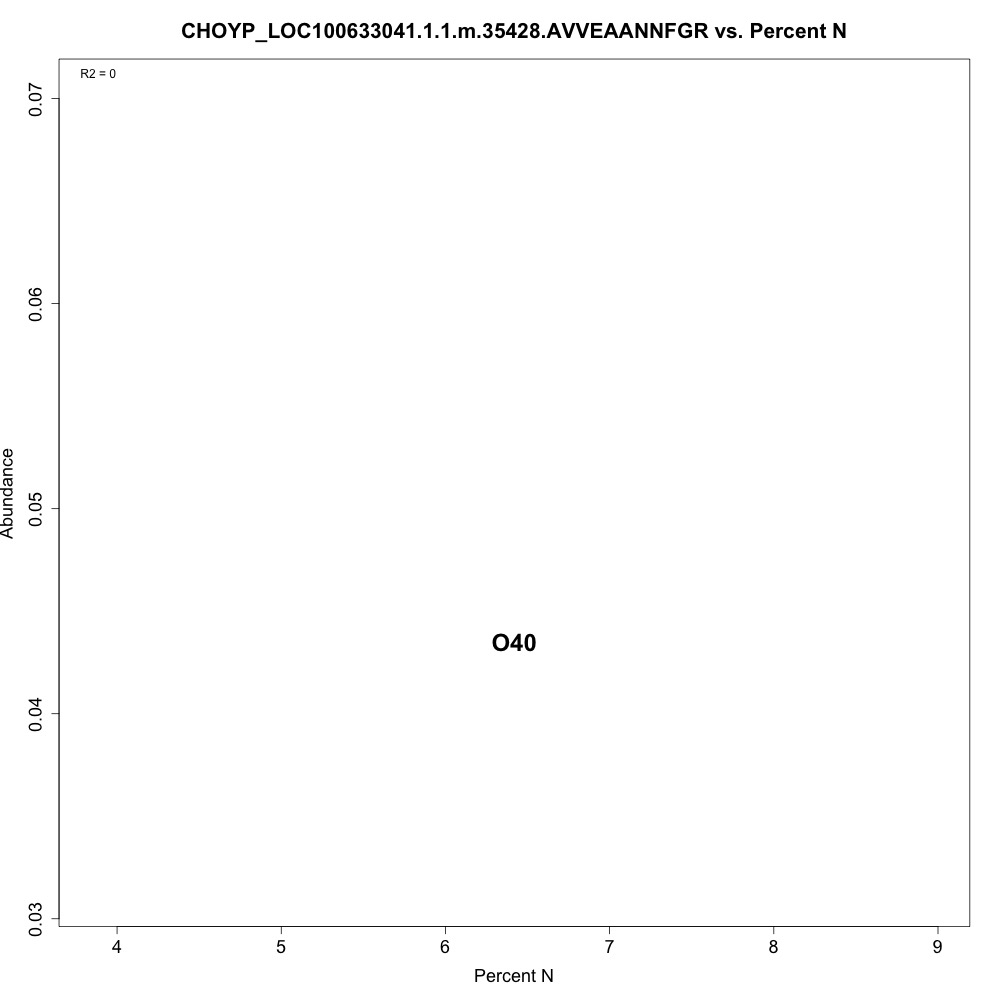 CHOYP_LOC100633041.1.1.m.35428.AVVEAANNFGR vs. Percent N
R2 = 0
0.07
0.06
0.05
Abundance
O40
0.04
0.03
4 5 6 7 8 9
Percent N